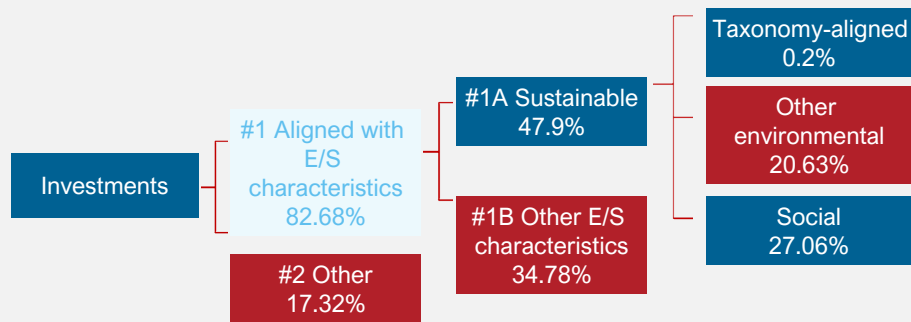 Investments
#1 Aligned with
E/S
characteristics
82.68%
#2 Other
17.32%
#1A Sustainable
47.9%
#1B Other E/S
characteristics
34.78%
Taxonomy-aligned
0.2%
Other
environmental
20.63%
Social
27.06%